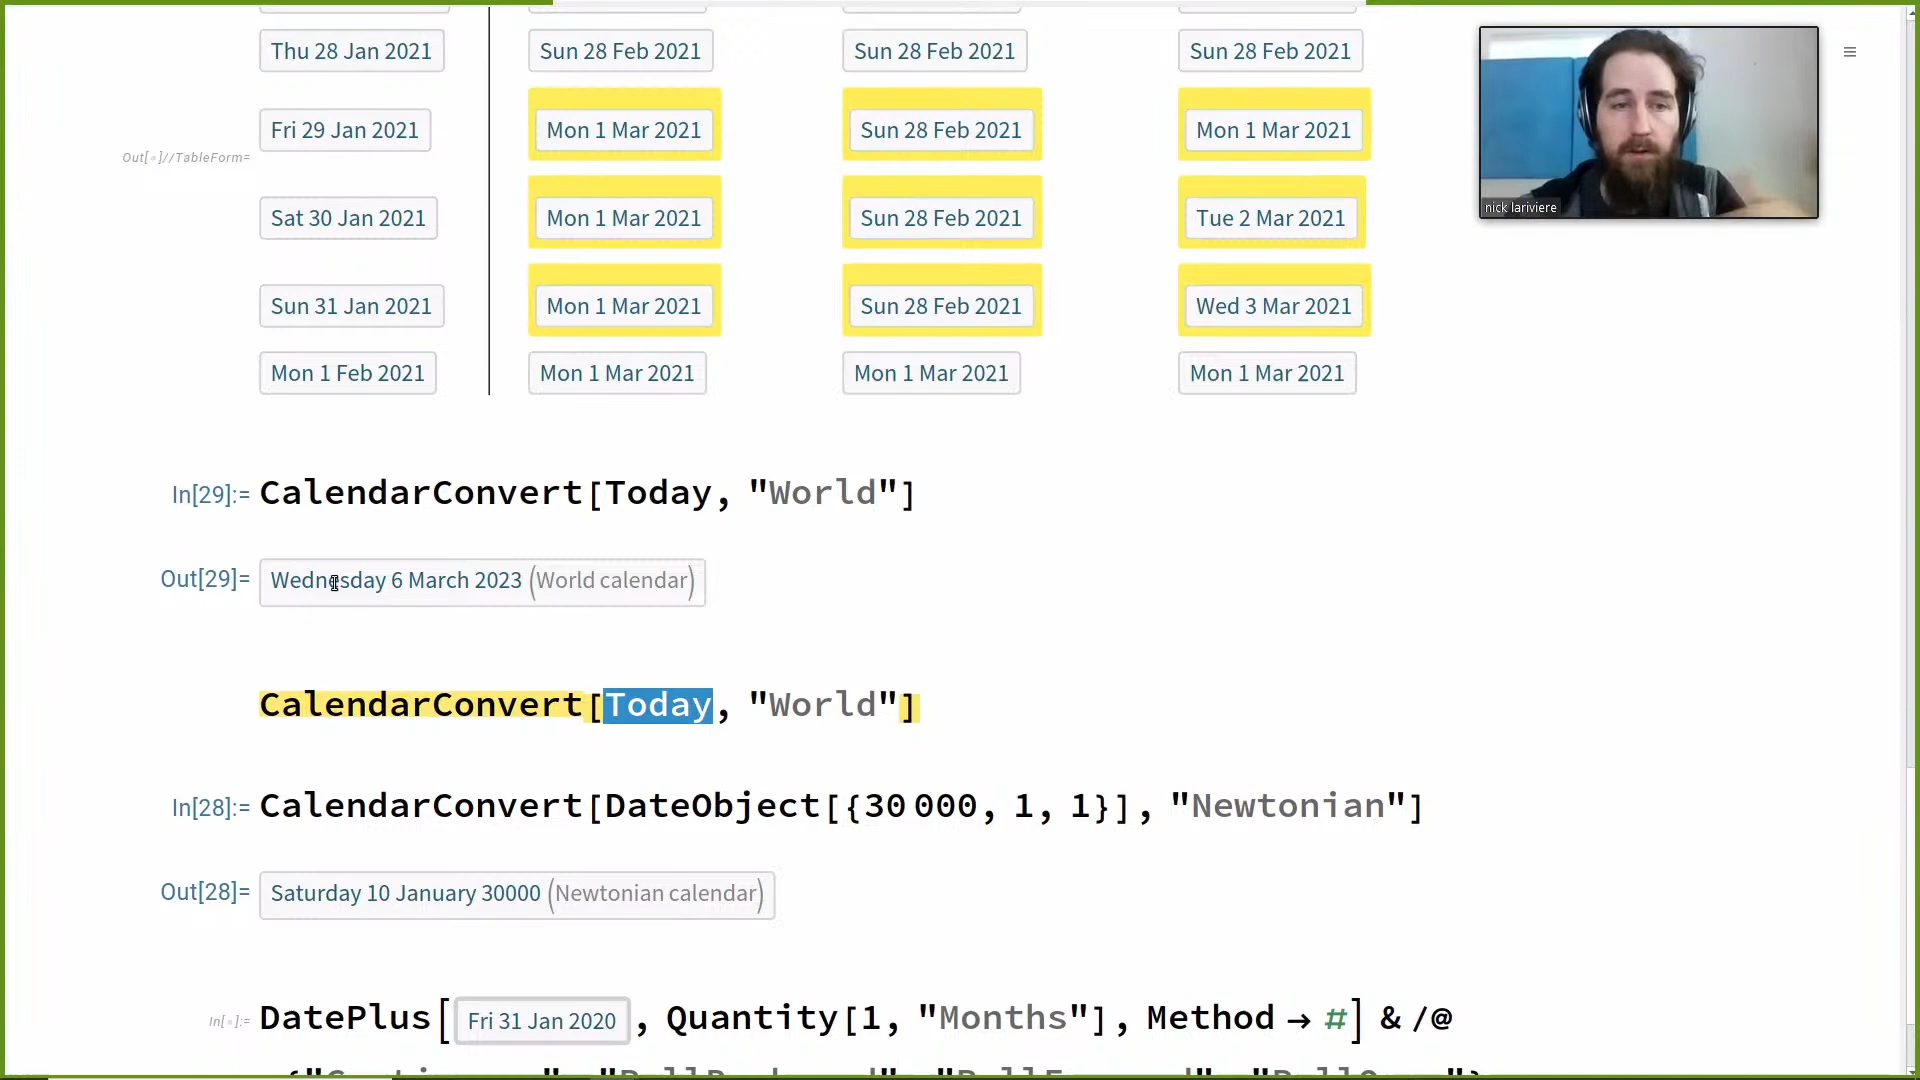 Thu 28 Jan 2021 Sun 28 Feb 2021 Sun 28 Feb 2021 Sun 28 Feb 2021
Fri 29 Jan 2021 Mon 1 Mar 2021 Sun 28 Feb 2021 Mon 1 Mar 2021
Out[◦]//TableForm=
Sat 30 Jan 2021 Mon 1 Mar 2021 Sun 28 Feb 2021 Tue 2 Mar 2021
nick lariviere
Sun 31 Jan 2021 Mon 1 Mar 2021 Sun 28 Feb 2021 Wed 3 Mar 2021
Mon 1 Feb 2021 Mon 1 Mar 2021 Mon 1 Mar 2021 Mon 1 Mar 2021
In[29]:= CalendarConvert[Today, "World"]
Out[29]= Wednesday 6 March 2023 (World calendar)
CalendarConvert[Today, "World"]
In[28]:= CalendarConvert[DateObject[{30 000, 1, 1}], "Newtonian"]
Out[28]= Saturday 10 January 30000 (Newtonian calendar)
In[◦]:= DatePlus[Fri 31 Jan 2020, Quantity[1, "Months"], Method → #] & /@